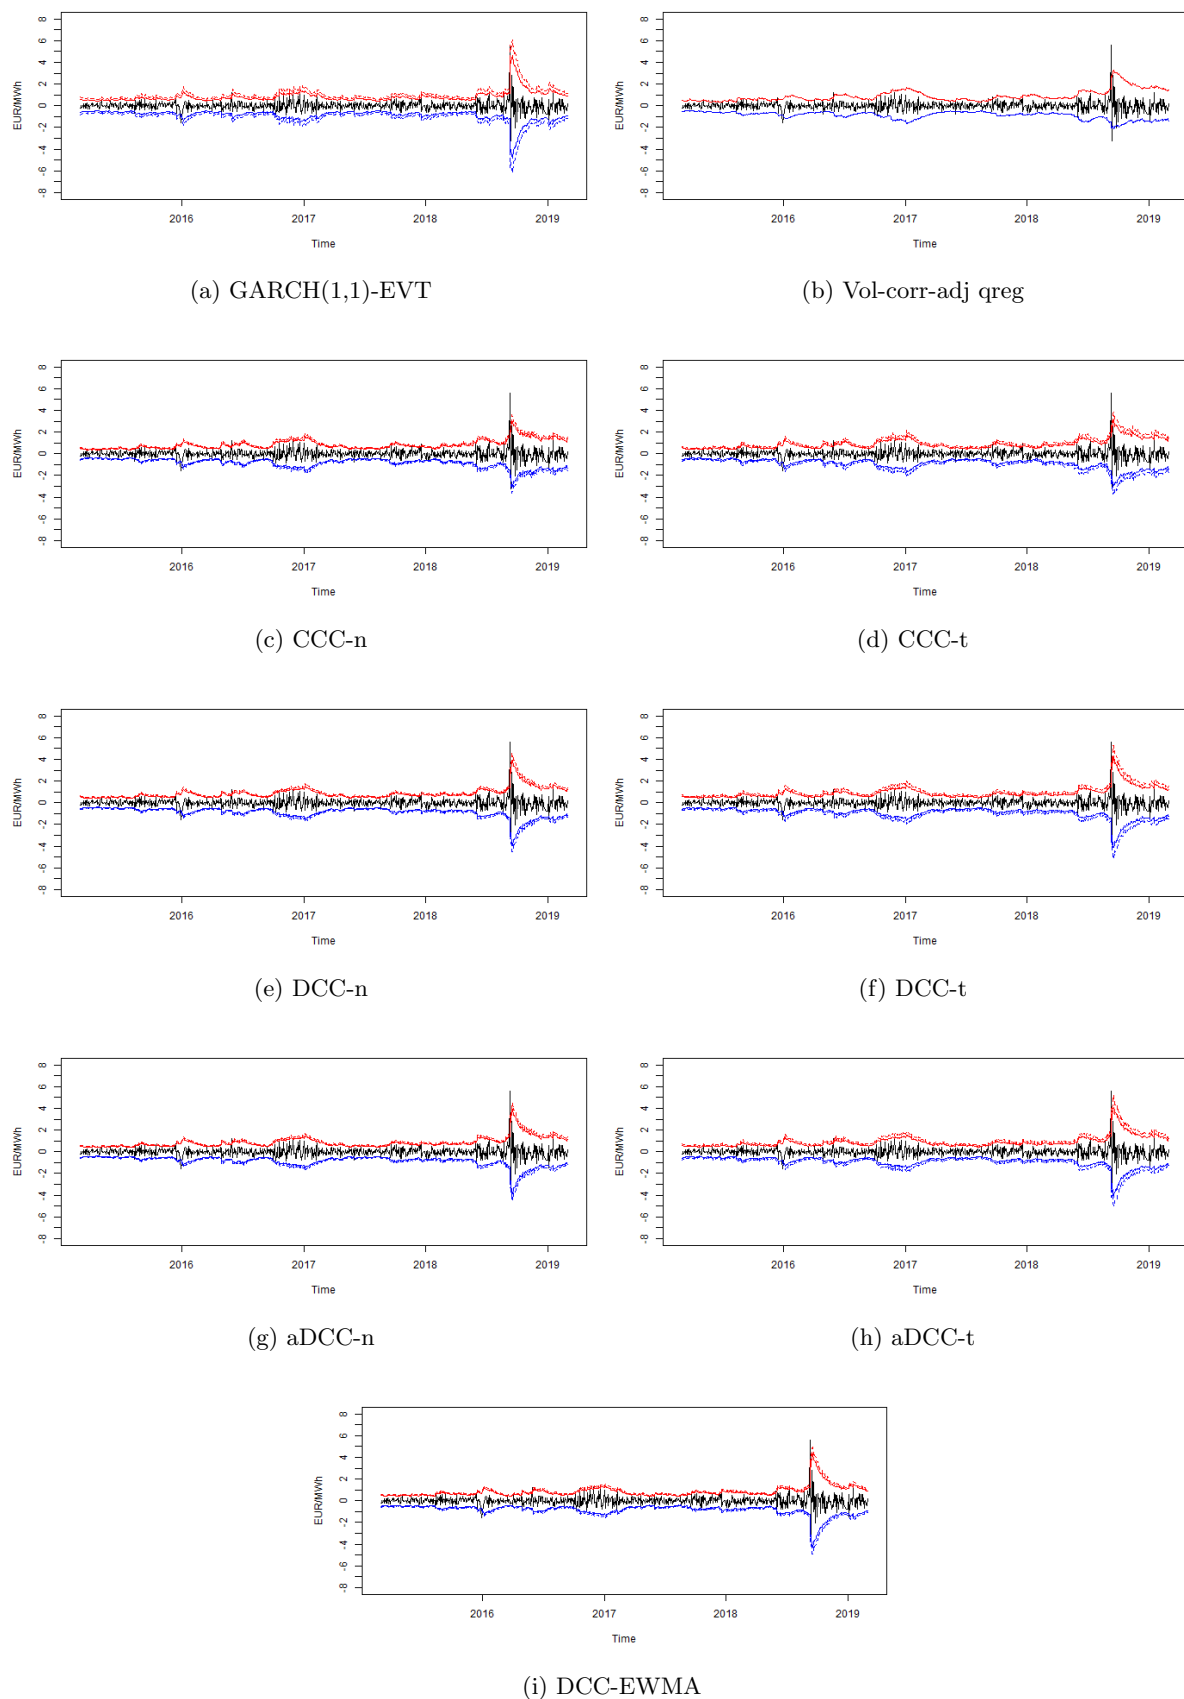 8
6
4
2
0
-2
-4
-6
-8
EUR/MWh
2016 2017 2018 2019
Time
(a) GARCH(1,1)-EVT
8
6
4
2
0
-2
-4
-6
-8
EUR/MWh
2016 2017 2018 2019
Time
(b) Vol-corr-adj qreg
8
6
4
2
0
-2
-4
-6
-8
EUR/MWh
2016 2017 2018 2019
Time
(c) CCC-n
8
6
4
2
0
-2
-4
-6
-8
EUR/MWh
2016 2017 2018 2019
Time
(d) CCC-t
8
6
4
2
0
-2
-4
-6
-8
EUR/MWh
2016 2017 2018 2019
Time
(e) DCC-n
8
6
4
2
0
-2
-4
-6
-8
EUR/MWh
2016 2017 2018 2019
Time
(f) DCC-t
8
6
4
2
0
-2
-4
-6
-8
EUR/MWh
2016 2017 2018 2019
Time
(g) aDCC-n
8
6
4
2
0
-2
-4
-6
-8
EUR/MWh
2016 2017 2018 2019
Time
(h) aDCC-t
8
6
4
2
0
-2
-4
-6
-8
EUR/MWh
2016 2017 2018 2019
Time
(i) DCC-EWMA